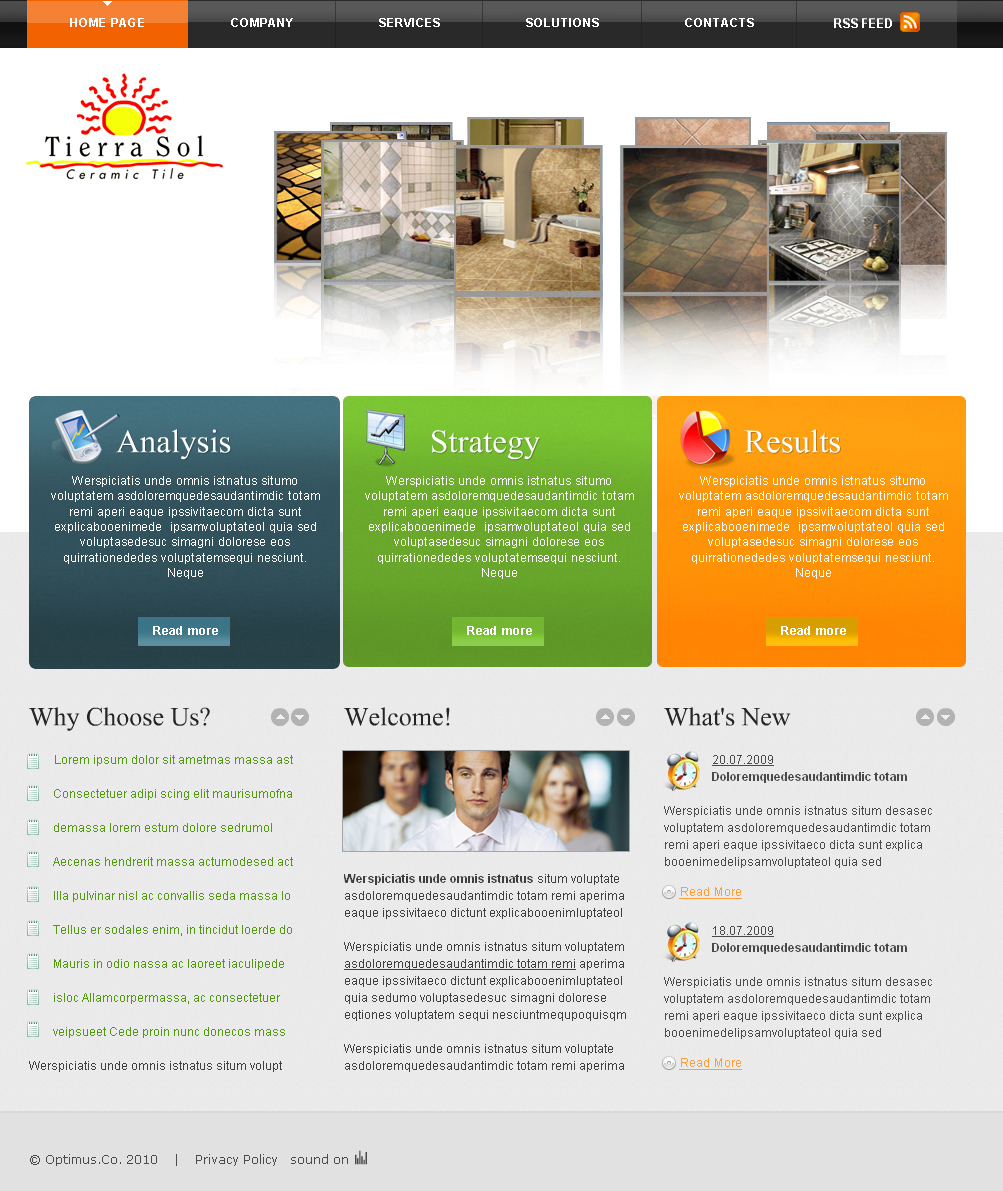 HOME PAGE
COMPANY
SERVICES
SOLUTIONS
CONTACTS
RSS FEED
Tierra Sol
Ceramic Tile
Analysis
Werspiciatis unde omnis istnatus situmo
voluptatem asdoloremquedesaudantimdic totam
remi aperi eaque ipssivitaecom dicta sunt
explicabooenimede ipsamvoluptateol quia sed
voluptasedesuc simagni dolorese eos
quirrationededes voluptatemsequi nesciunt.
Neque
Read more
Strategy
Werspiciatis unde omnis istnatus situmo
voluptatem asdoloremquedesaudantimdic totam
remi aperi eaque ipssivitaecom dicta sunt
explicabooenimede ipsamvoluptateol quia sed
voluptasedesuc simagni dolorese eos
quirrationededes voluptatemsequi nesciunt.
Neque
Read more
Results
Werspiciatis unde omnis istnatus situmo
voluptatem asdoloremquedesaudantimdic totam
remi aperi eaque ipssivitaecom dicta sunt
explicabooenimede ipsamvoluptateol quia sed
voluptasedesuc simagni dolorese eos
quirrationededes voluptatemsequi nesciunt.
Neque
Read more
Why Choose Us?
Lorem ipsum dolor sit ametmas massa ast
Consectetuer adipi scing elit maurisumofna
demassa lorem estum dolore sedrumol
Aecenas hendrerit massa actumodesed act
Illa pulvinar nisl ac convallis seda massa lo
Tellus er sodales enim, in tincidut loerde do
Mauris in odio nassa ac laoreet iaculipede
isloc Allamcorpermassa, ac consectetuer
veipsueet Cede proin nunc donecos mass
Werspiciatis unde omnis istnatus situm volupt
Welcome!
Werspiciatis unde omnis istnatus situm voluptate
asdoloremquedesaudantimdic totam remi aperima
eaque ipssivitaeco dictunt explicabooenimluptateol
Werspiciatis unde omnis istnatus situm voluptatem
asdoloremquedesaudantimdic totam remi aperima
eaque ipssivitaeco dictunt explicabooenimluptateol
quia sedumo voluptasedesuc simagni dolorese
eqtiones voluptatem sequi nesciuntmequpoquisqm
Werspiciatis unde omnis istnatus situm voluptate
asdoloremquedesaudantimdic totam remi aperima
What's New
20.07.2009
Doloremquedesaudantimdic totam
Werspiciatis unde omnis istnatus situm desasec
voluptatem asdoloremquedesaudantimdic totam
remi aperi eaque ipssivitaeco dicta sunt explica
booenimedelipsamvoluptateol quia sed
Read More
18.07.2009
Doloremquedesaudantimdic totam
Werspiciatis unde omnis istnatus situm desasec
voluptatem asdoloremquedesaudantimdic totam
remi aperi eaque ipssivitaeco dicta sunt explica
booenimedelipsamvoluptateol quia sed
Read More
© Optimus.Co. 2010 | Privacy Policy sound on